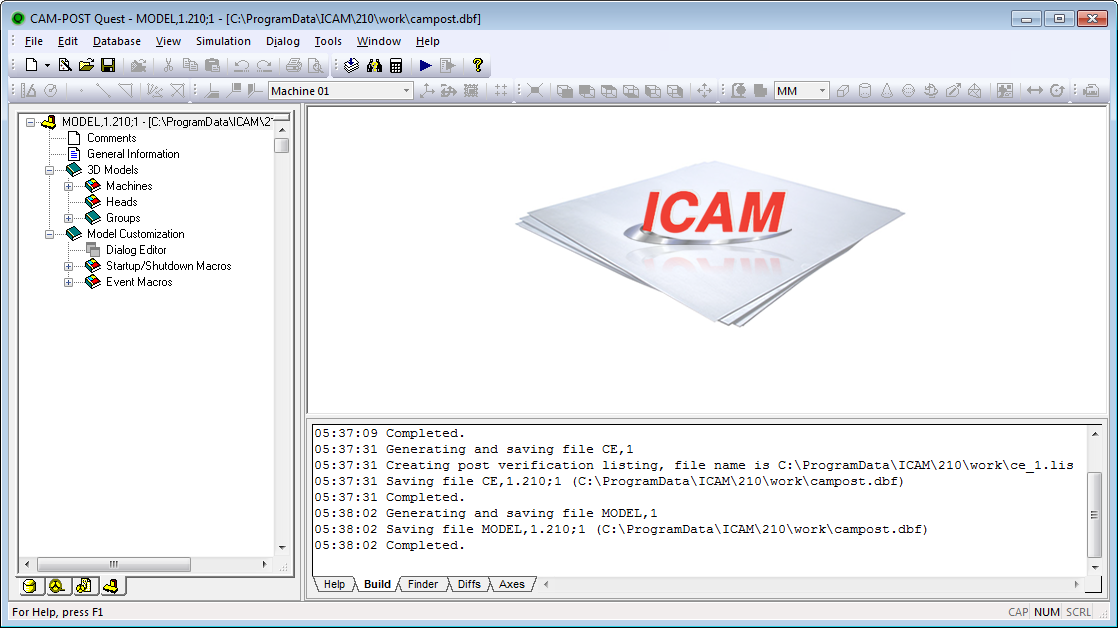 CAM-POST Quest - MODEL,1.210;1 - [C:\ProgramData\ICAM\210\work\campost.dbf]
File Edit Database View Simulation Dialog Tools Window Help
Machine 01
MM
MODEL,1.210;1 - [C:\ProgramData\ICAM\2
Comments
General Information
3D Models
Machines
Heads
Groups
Model Customization
Dialog Editor
Startup/Shutdown Macros
Event Macros
ICAM
05:37:09 Completed.
05:37:31 Generating and saving file CE,1
05:37:31 Creating post verification listing, file name is C:\ProgramData\ICAM\210\work\ce_1.lis
05:37:31 Saving file CE,1.210;1 (C:\ProgramData\ICAM\210\work\campost.dbf)
05:37:31 Completed.
05:38:02 Generating and saving file MODEL,1
05:38:02 Saving file MODEL,1.210;1 (C:\ProgramData\ICAM\210\work\campost.dbf)
05:38:02 Completed.
Help Build Finder Diffs Axes
For Help, press F1
CAP NUM SCRL